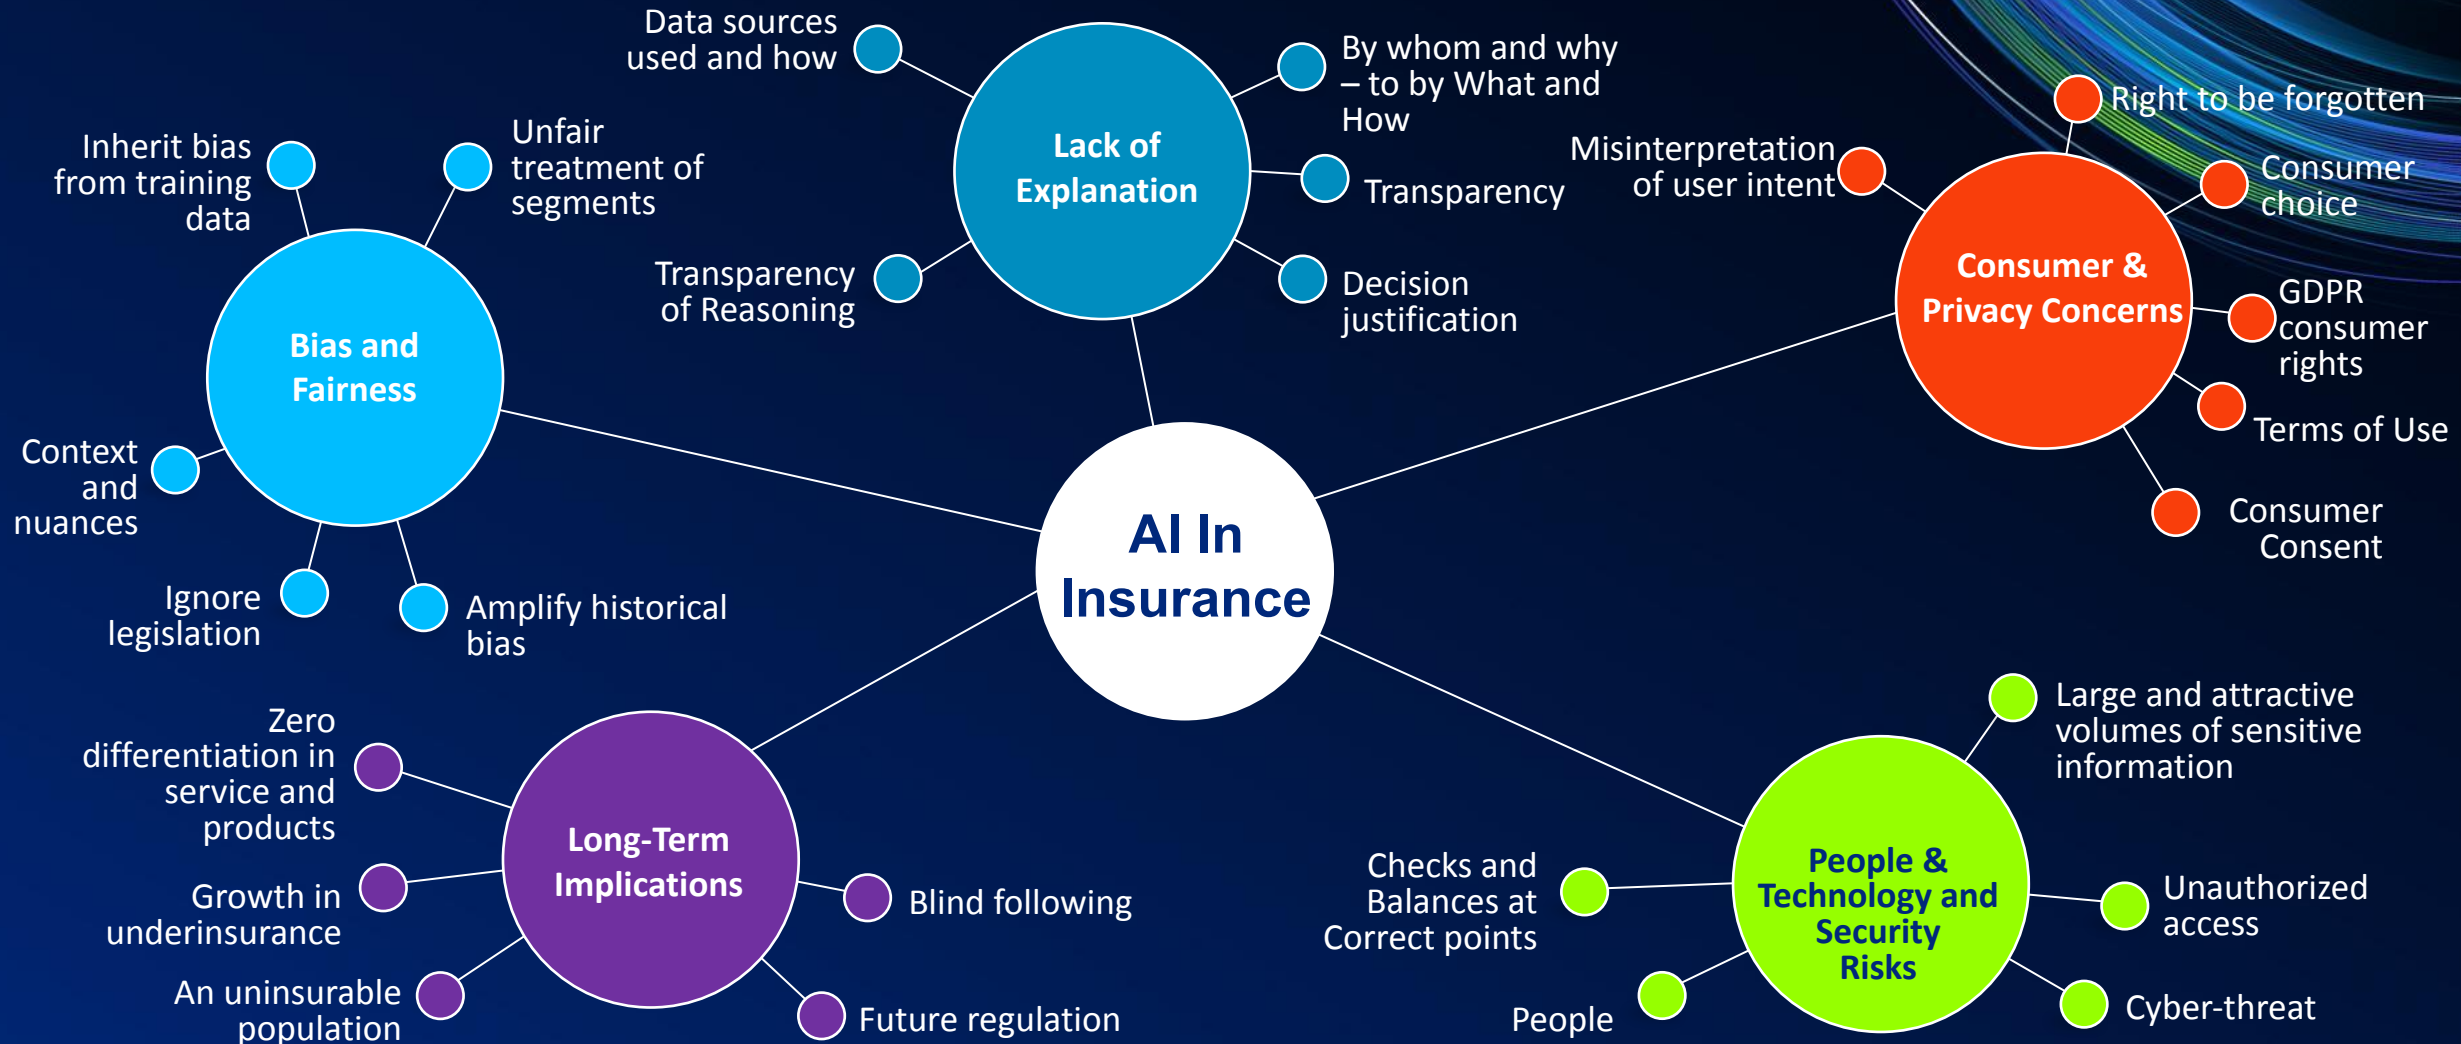 Data sources
used and how
By whom and why
– to by What and
How
Lack of
Explanation
Transparency
Transparency
of Reasoning
Decision
justification
Inherit bias
from training
data
Unfair
treatment of
segments
Bias and
Fairness
Context
and
nuances
Ignore
legislation
Amplify historical
bias
Right to be forgotten
Misinterpretation
of user intent
Consumer
choice
Consumer &
Privacy Concerns
GDPR
consumer
rights
Terms of Use
Consumer
Consent
AI In
Insurance
Zero
differentiation in
service and
products
Long-Term
Implications
Growth in
underinsurance
Blind following
An uninsurable
population
Future regulation
Large and attractive
volumes of sensitive
information
Checks and
Balances at
Correct points
People &
Technology and
Security
Risks
Unauthorized
access
People
Cyber-threat